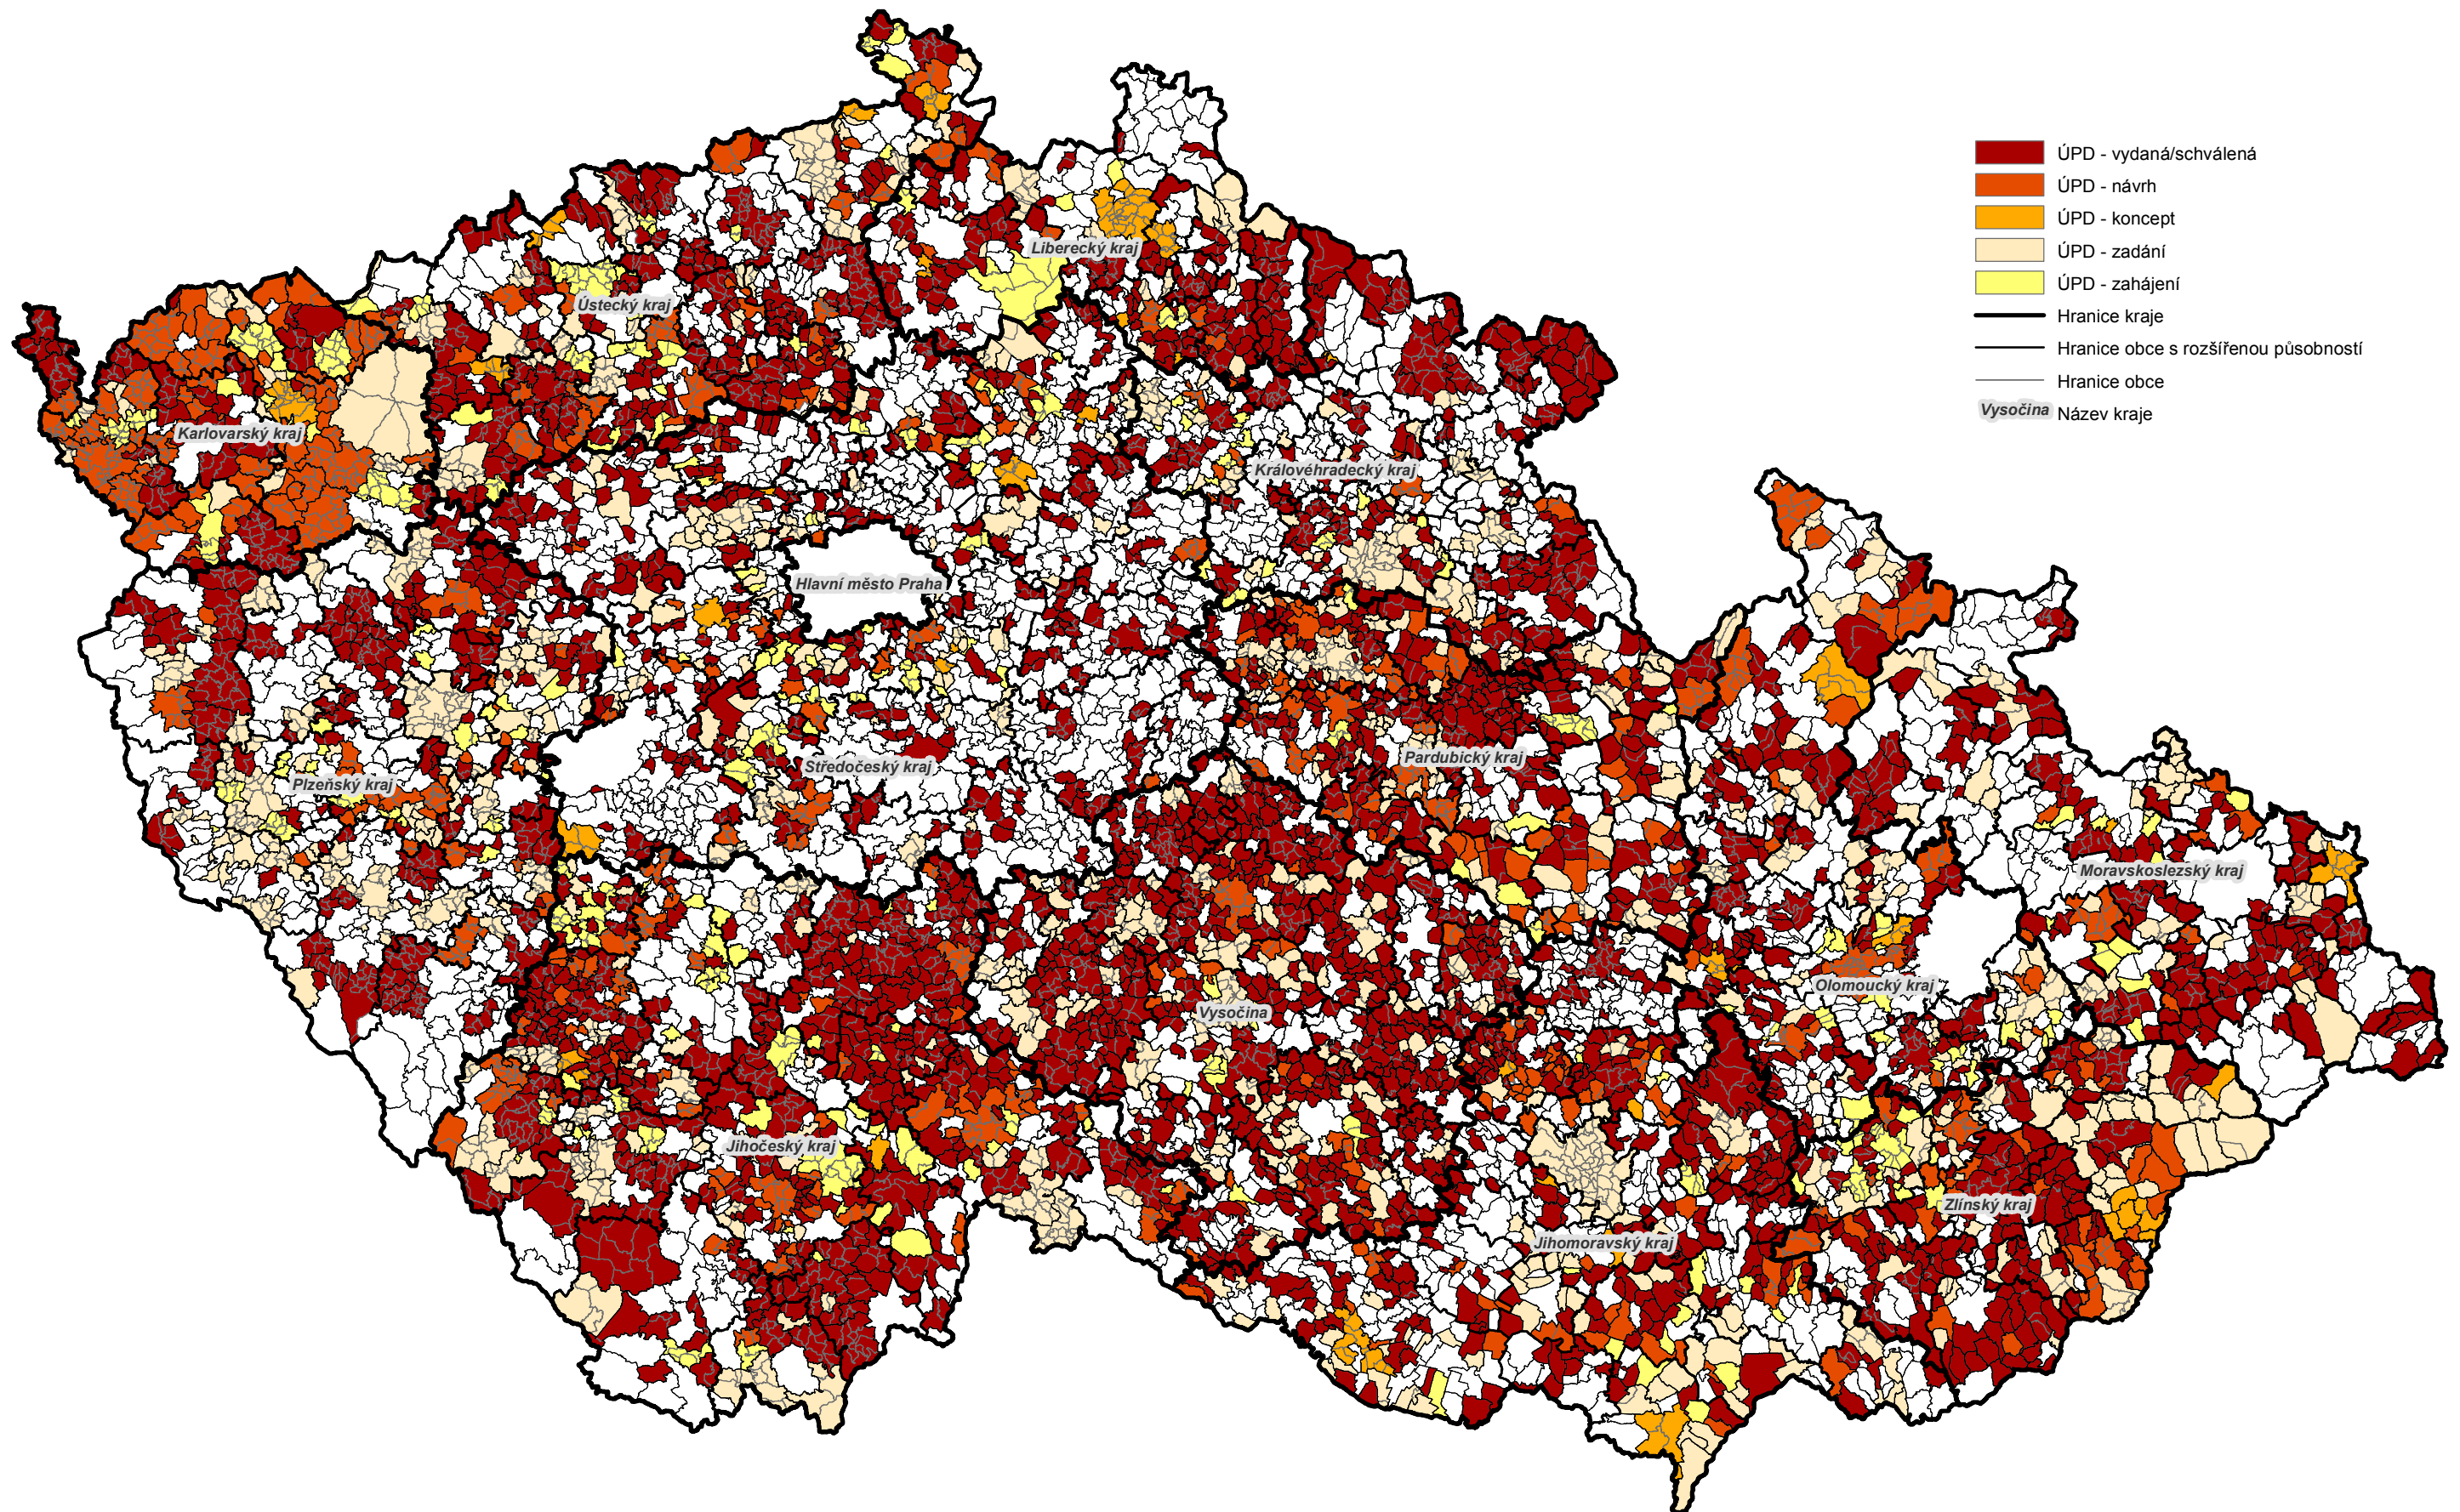 ÚPD - vydaná/schválená
ÚPD - návrh
ÚPD - koncept
ÚPD - zadání
ÚPD - zahájení
Hranice kraje
Hranice obce s rozšířenou působností
Hranice obce
Vysočina Název kraje
Liberecký kraj
Ústecký kraj
Karlovarský kraj
Královéhradecký kraj
Hlavní město Praha
Pardubický kraj
Středočeský kraj
Plzeňský kraj
Moravskoslezský kraj
Olomoucký kraj
Vysočina
Jihočeský kraj
Zlínský kraj
Jihomoravský kraj